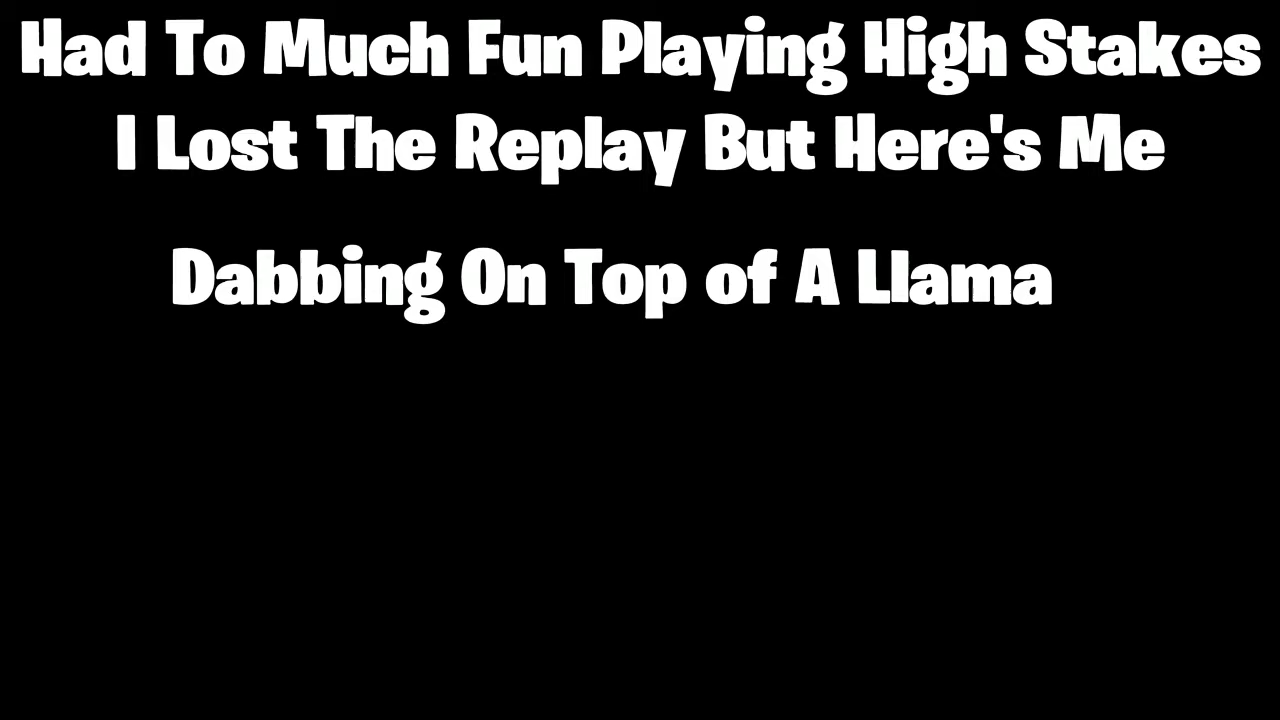 Had To Much Fun Playing High Stakes
I Lost The Replay But Here's Me
Dabbing On Top of A Llama